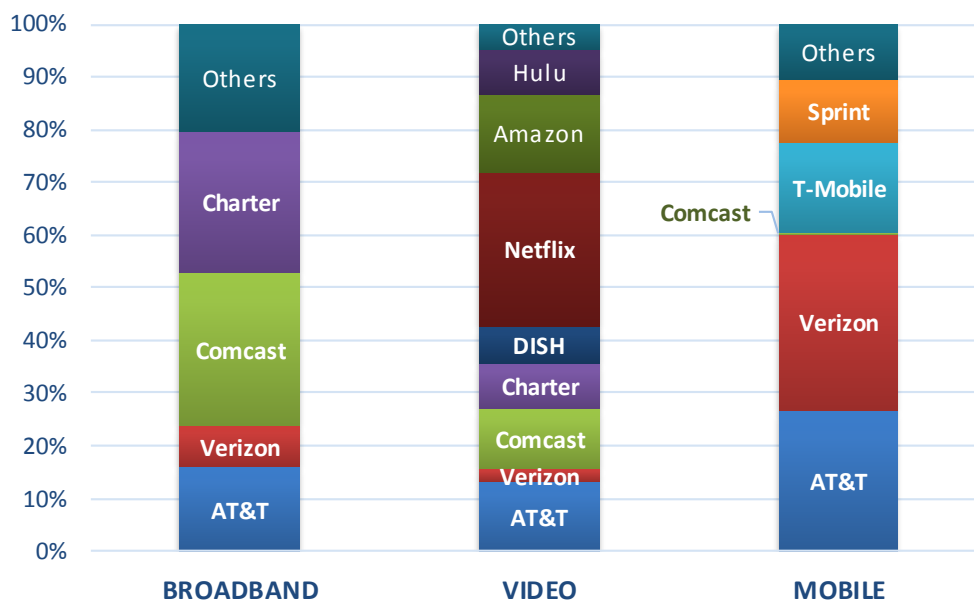 100%
90%
80%
70%
60%
50%
40%
30%
20%
10%
0%
Others
Charter
Comcast
Verizon
AT&T
Others
Hulu
Amazon
Netflix
DISH
Charter
Comcast
Verizon
AT&T
Others
Sprint
T-Mobile
Comcast
Verizon
AT&T
BROADBAND
VIDEO
MOBILE